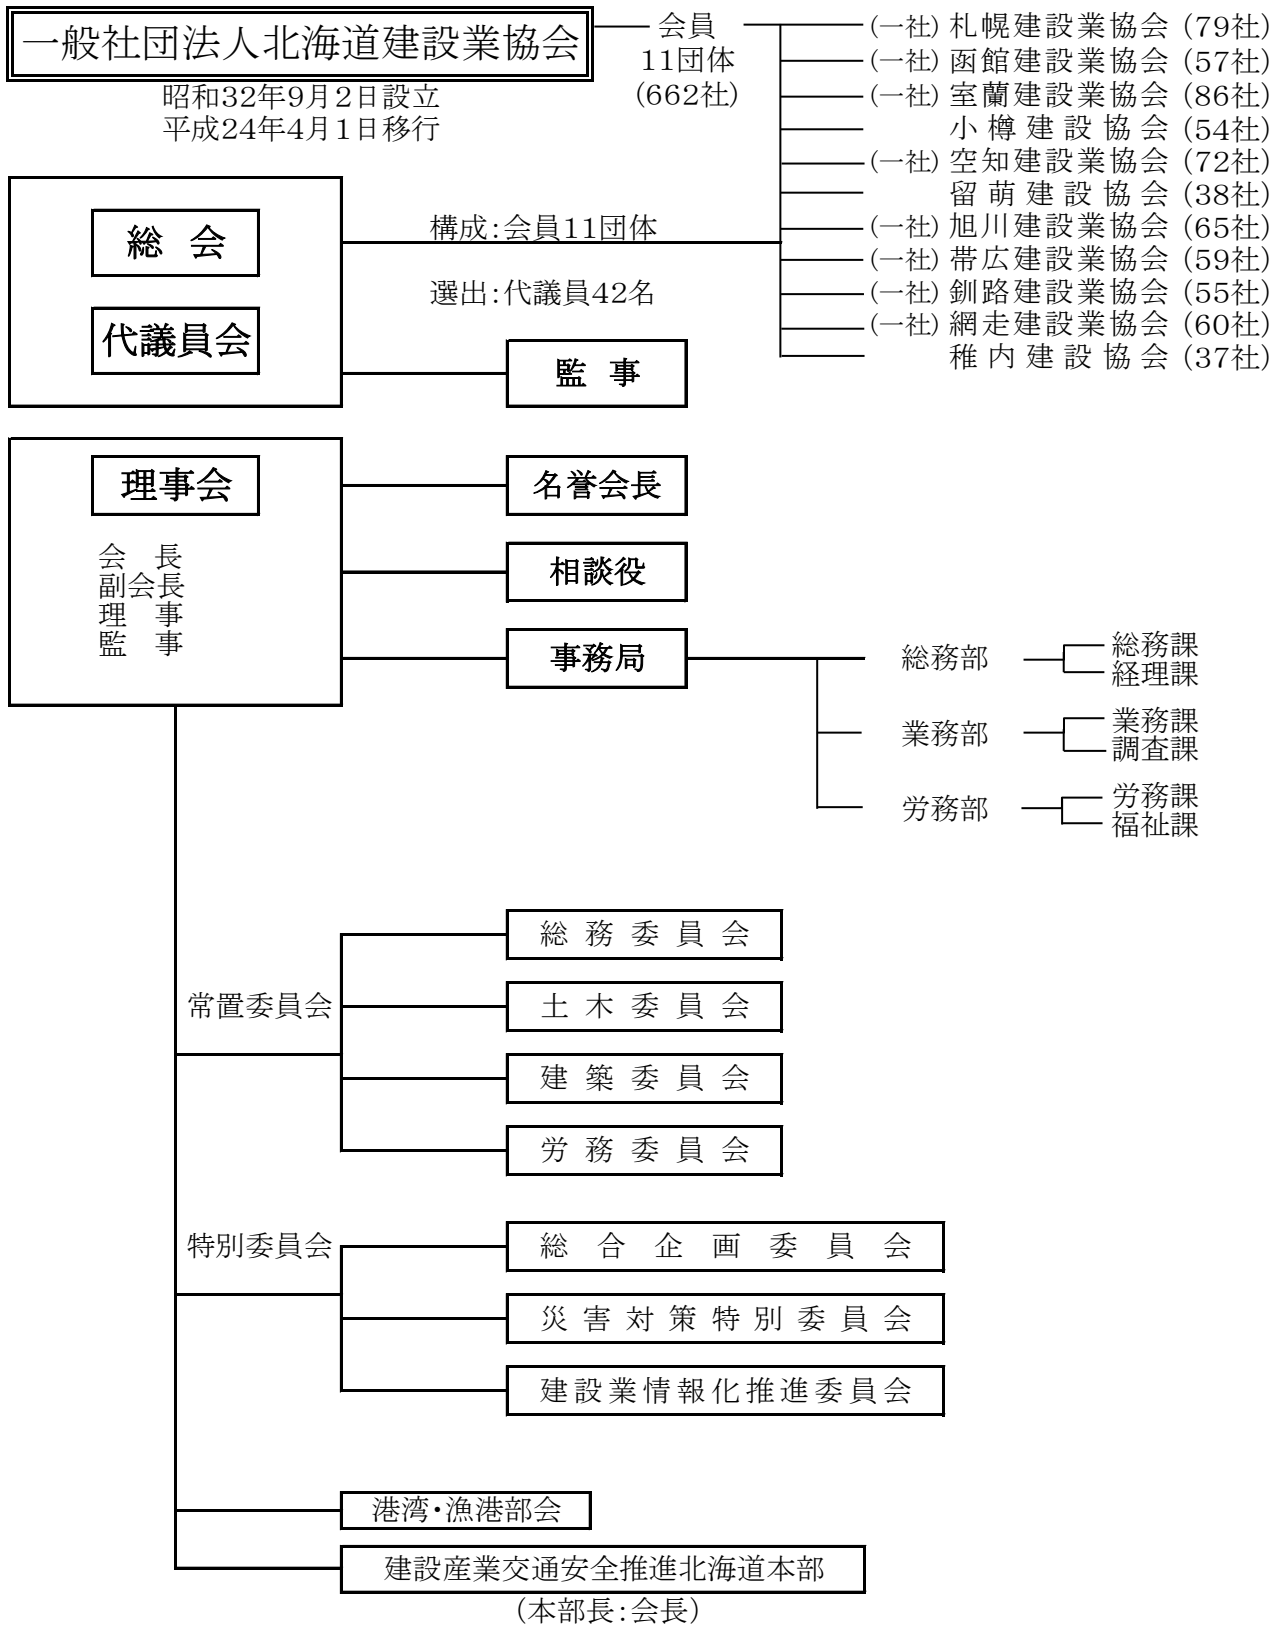 一般社団法人北海道建設業協会
昭和32年9月2日設立
平成24年4月1日移行
会員
11団体
(662社)
(一社) 札幌建設業協会 (79社)
(一社) 函館建設業協会 (57社)
(一社) 室蘭建設業協会 (86社)
小樽建設協会 (54社)
(一社) 空知建設業協会 (72社)
留萌建設協会 (38社)
(一社) 旭川建設業協会 (65社)
(一社) 帯広建設業協会 (59社)
(一社) 釧路建設業協会 (55社)
(一社) 網走建設業協会 (60社)
稚内建設協会 (37社)
総会
代議員会
構成:会員11団体
選出:代議員42名
監事
理事会
会長
副会長
理事
監事
名誉会長
相談役
事務局
総務部
総務課
経理課
業務部
業務課
調査課
労務部
労務課
福祉課
常置委員会
総務委員会
土木委員会
建築委員会
労務委員会
特別委員会
総合企画委員会
災害対策特別委員会
建設業情報化推進委員会
港湾・漁港部会
建設産業交通安全推進北海道本部
(本部長:会長)